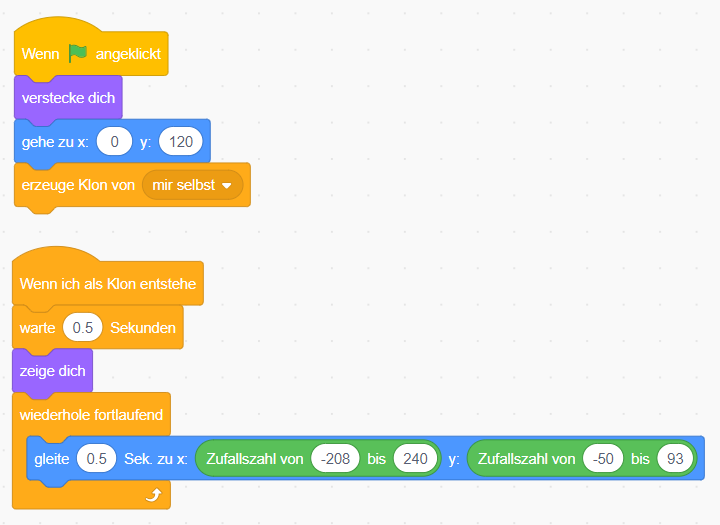 Wenn angeklickt
verstecke dich
gehe zu x: 0 y: 120
erzeuge Klon von mir selbst
Wenn ich als Klon entstehe
warte 0.5 Sekunden
zeige dich
wiederhole fortlaufend
gleite 0.5 Sek. zu x: Zufallszahl von -208 bis 240 y: Zufallszahl von -50 bis 93